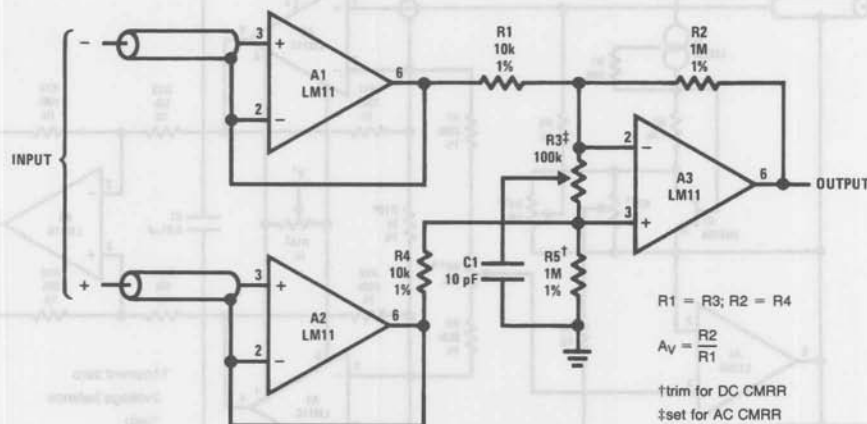 R1
10k
1%
R2
1M
1%
−
3
+
6
A1
LM11
2
−
INPUT
R3‡
100k
2
−
6
A3
LM11
OUTPUT
3
+
R4
10k
1%
C1
10 pF
R5†
1M
1%
+
3
+
6
A2
LM11
2
−
R1 = R3; R2 = R4
AV = R2
R1
†trim for DC CMRR
‡set for AC CMRR